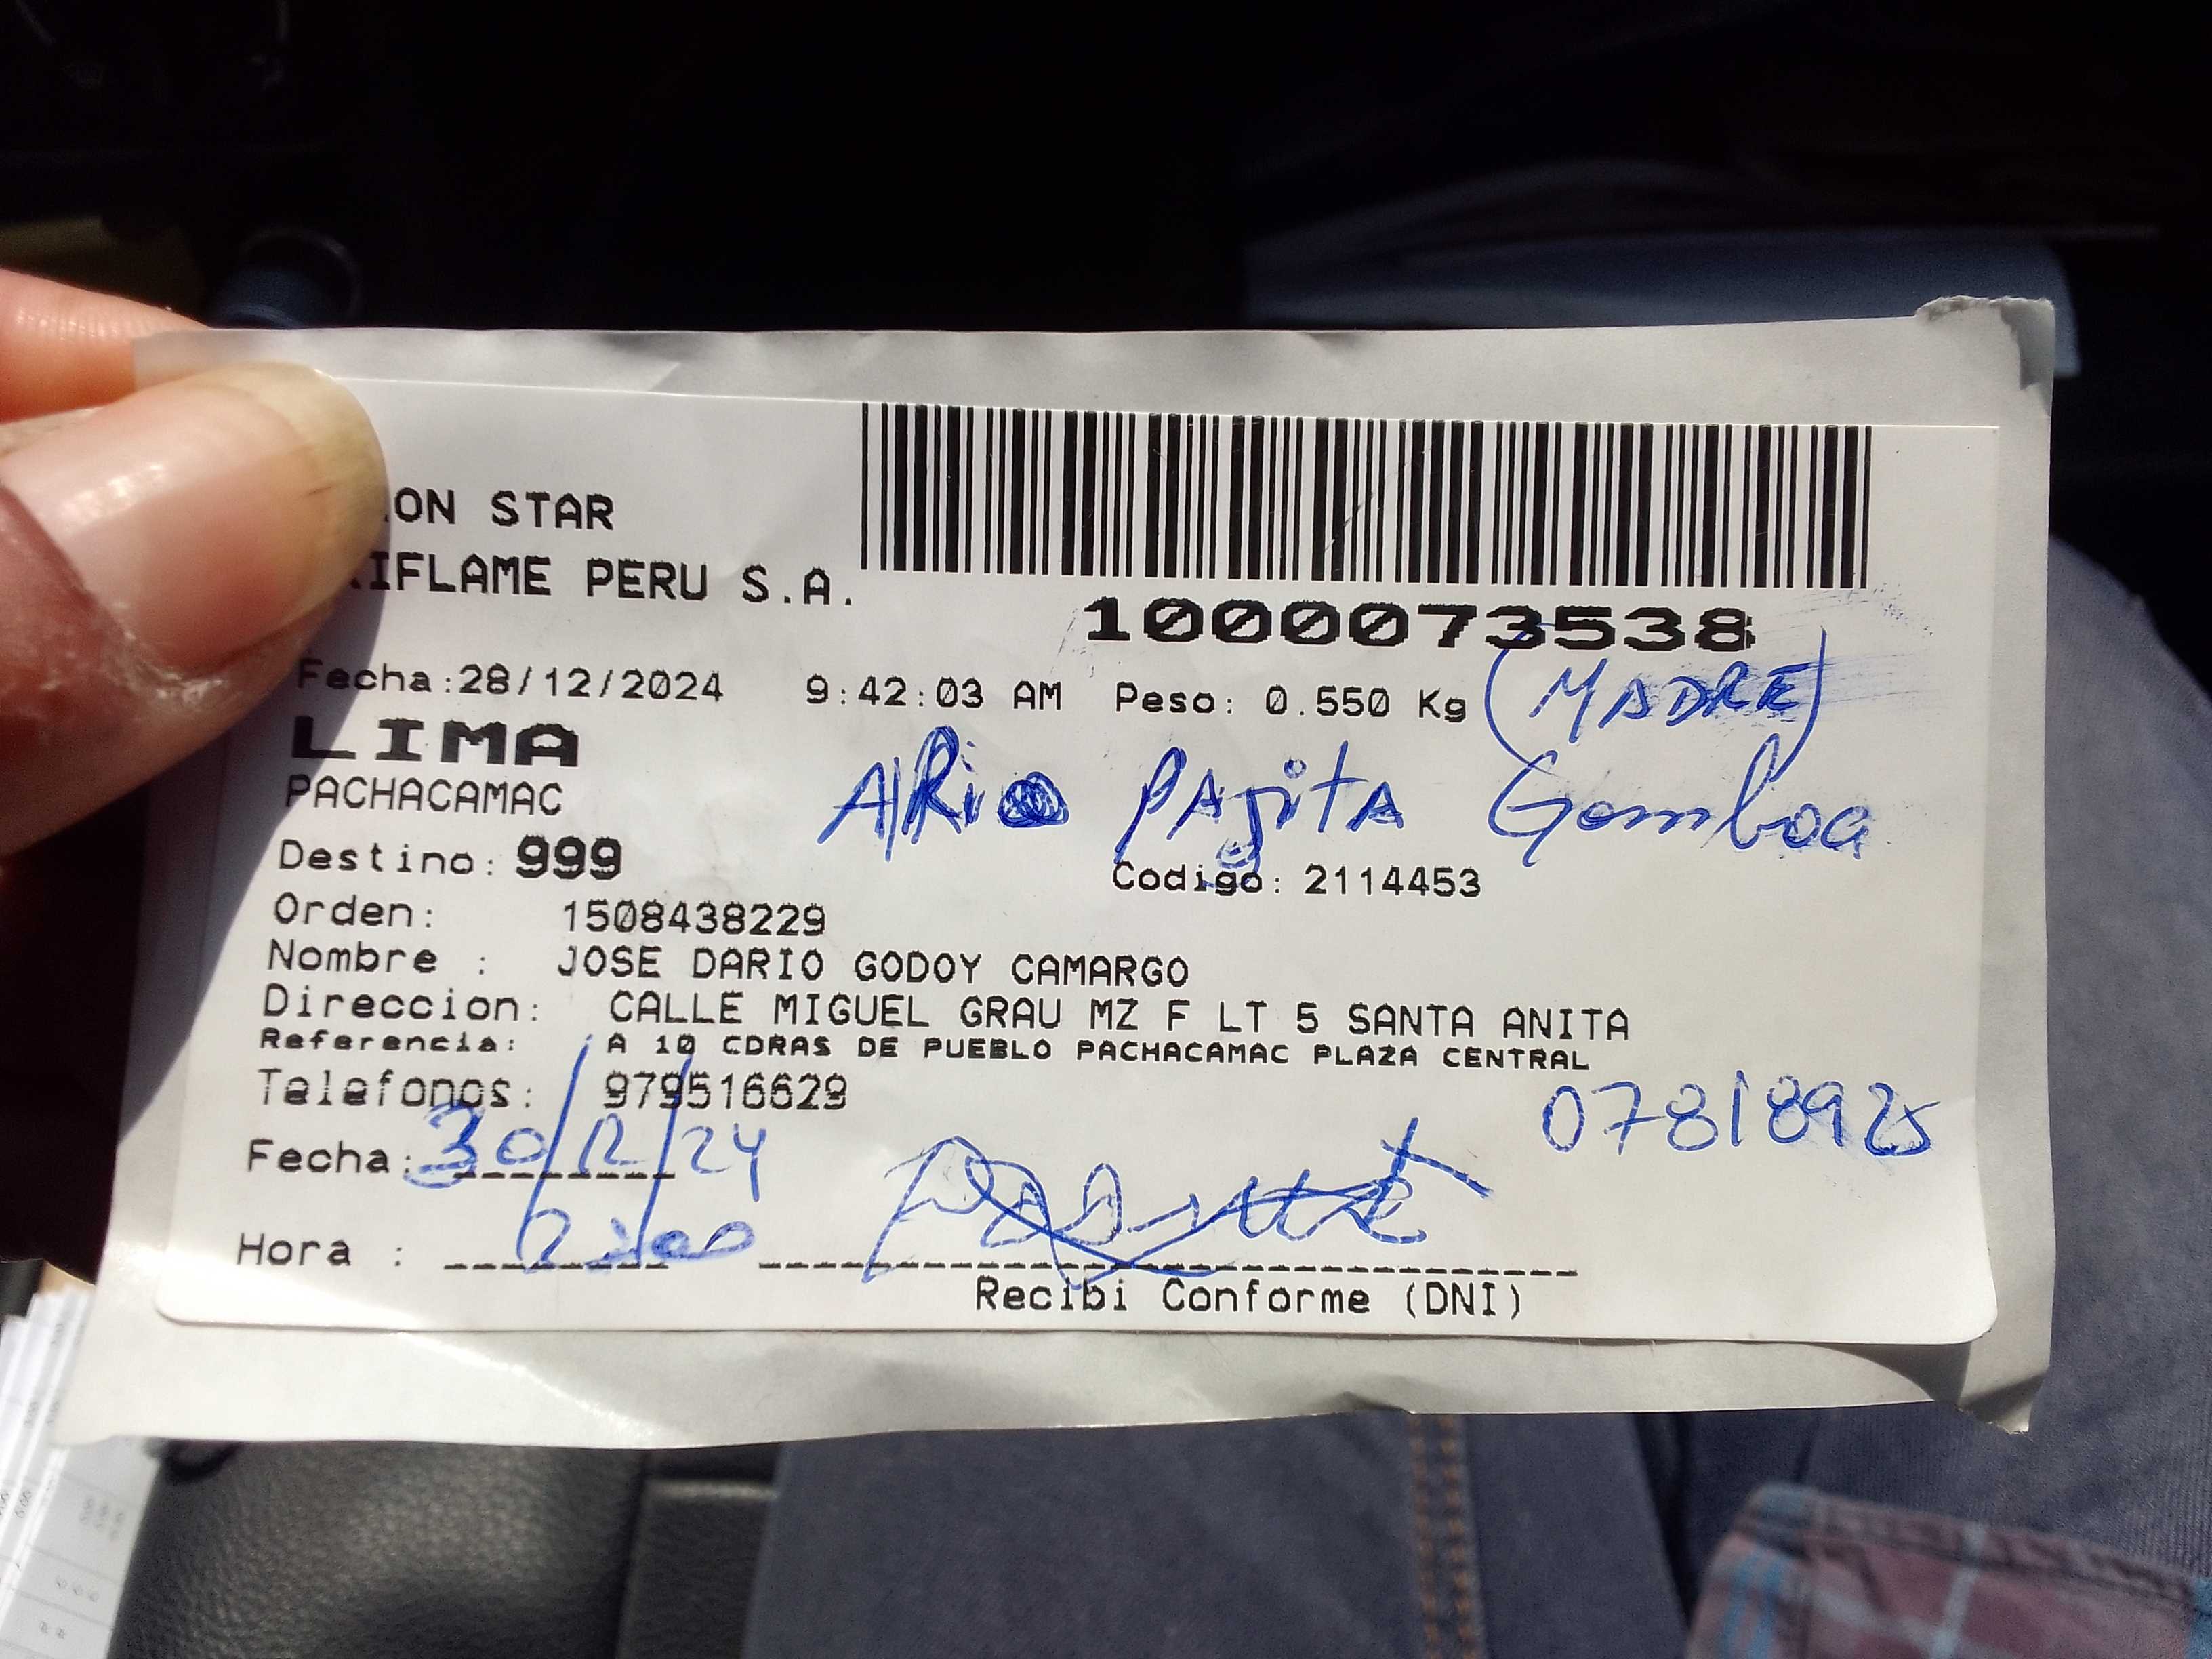 ON STAR
RIFLAME PERU S.A.
1000073538
Fecha:28/12/2024 9:42:03 AM Peso: 0.550 Kg (MADRE)
LIMA
PACHACAMAC
PAjitA Gamboa
Destino: 999
Codigo: 2114453
Orden: 1508438229
Nombre : JOSE DARIO GODOY CAMARGO
Direccion: CALLE MIGUEL GRAU MZ F LT 5 SANTA ANITA
Referencia: A 10 CDRAS DE PUEBLO PACHACAMAC PLAZA CENTRAL
Telefonos: 979516629
07818925
Fecha: 30/12/24
Hora :
Recibi Conforme (DNI)